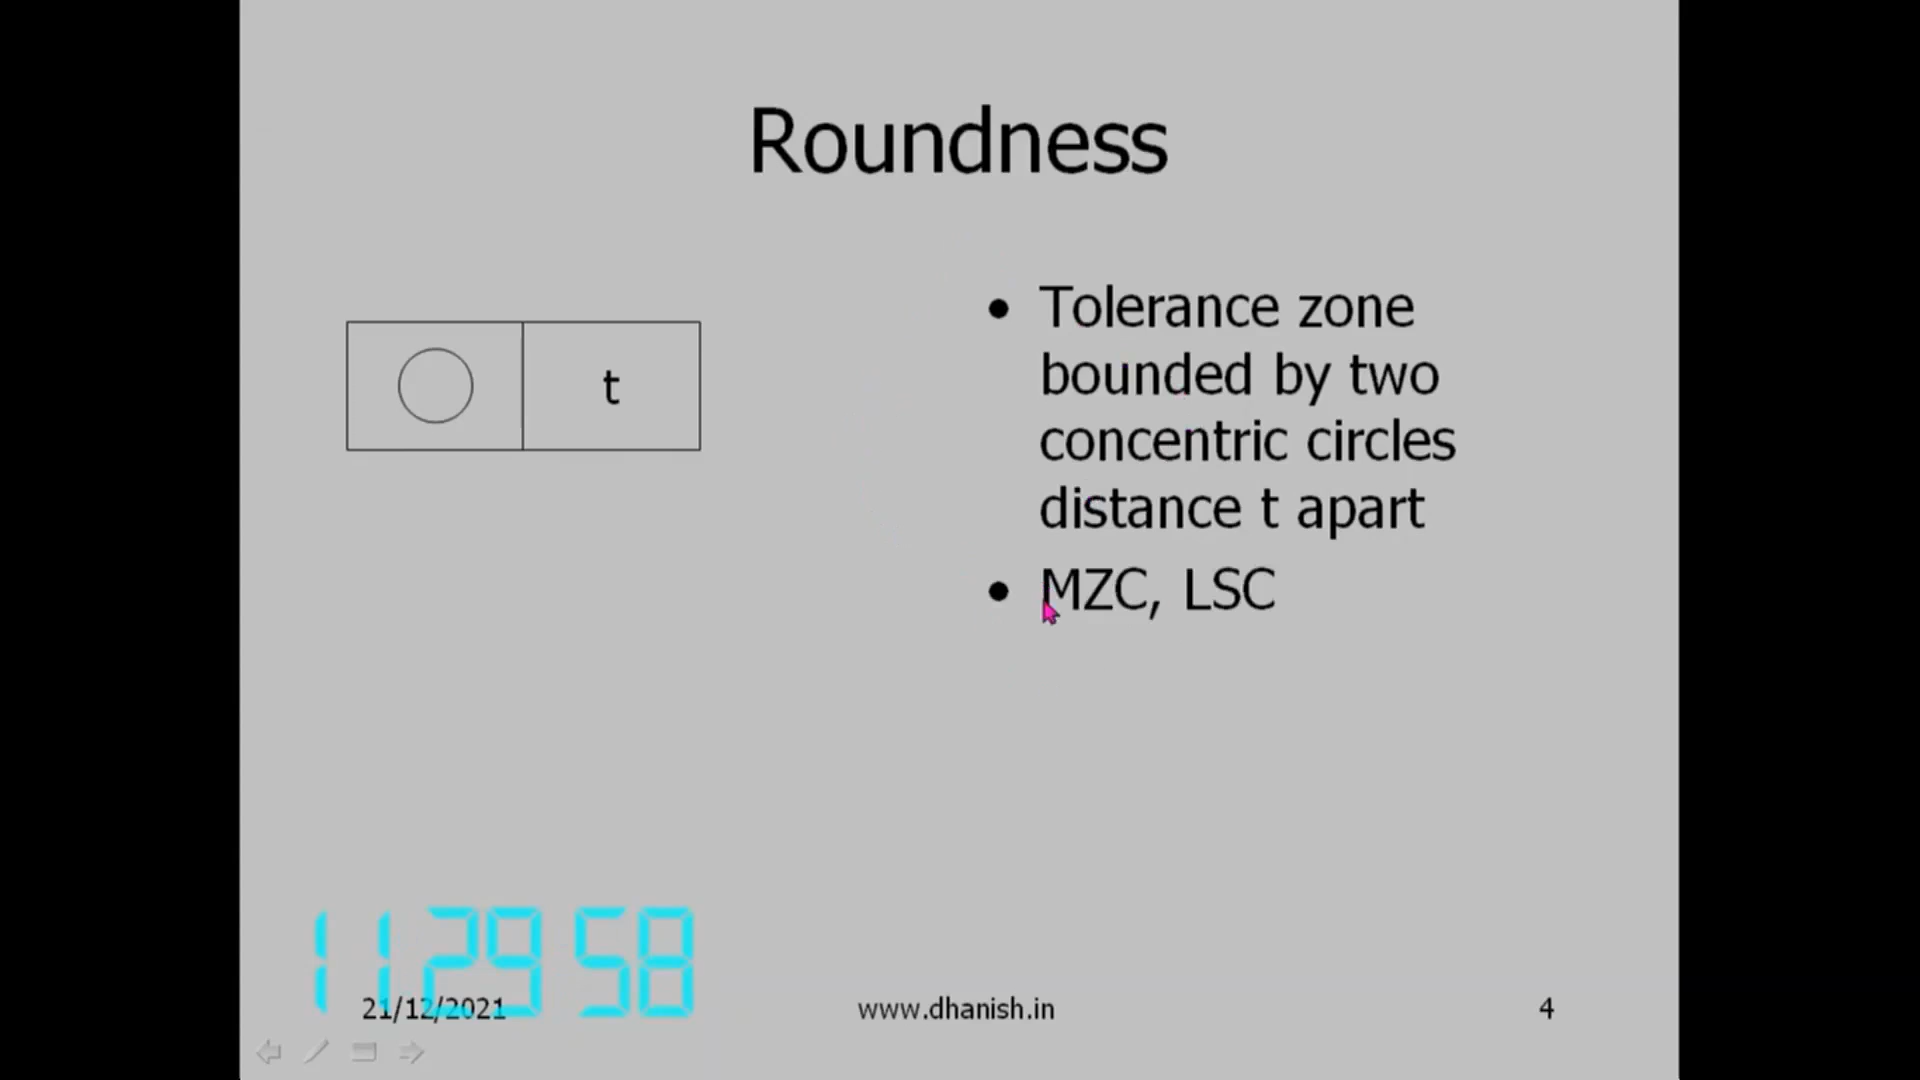 Roundness
t
• Tolerance zone
bounded by two
concentric circles
distance t apart
• MZC, LSC
11 29 58
21/12/2021
www.dhanish.in
4